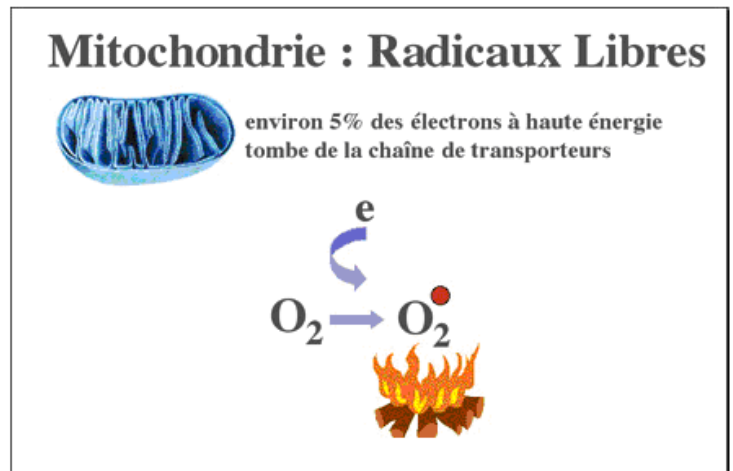 Mitochondrie : Radicaux Libres
environ 5% des électrons à haute énergie
tombe de la chaîne de transporteurs
e
O₂ → O₂